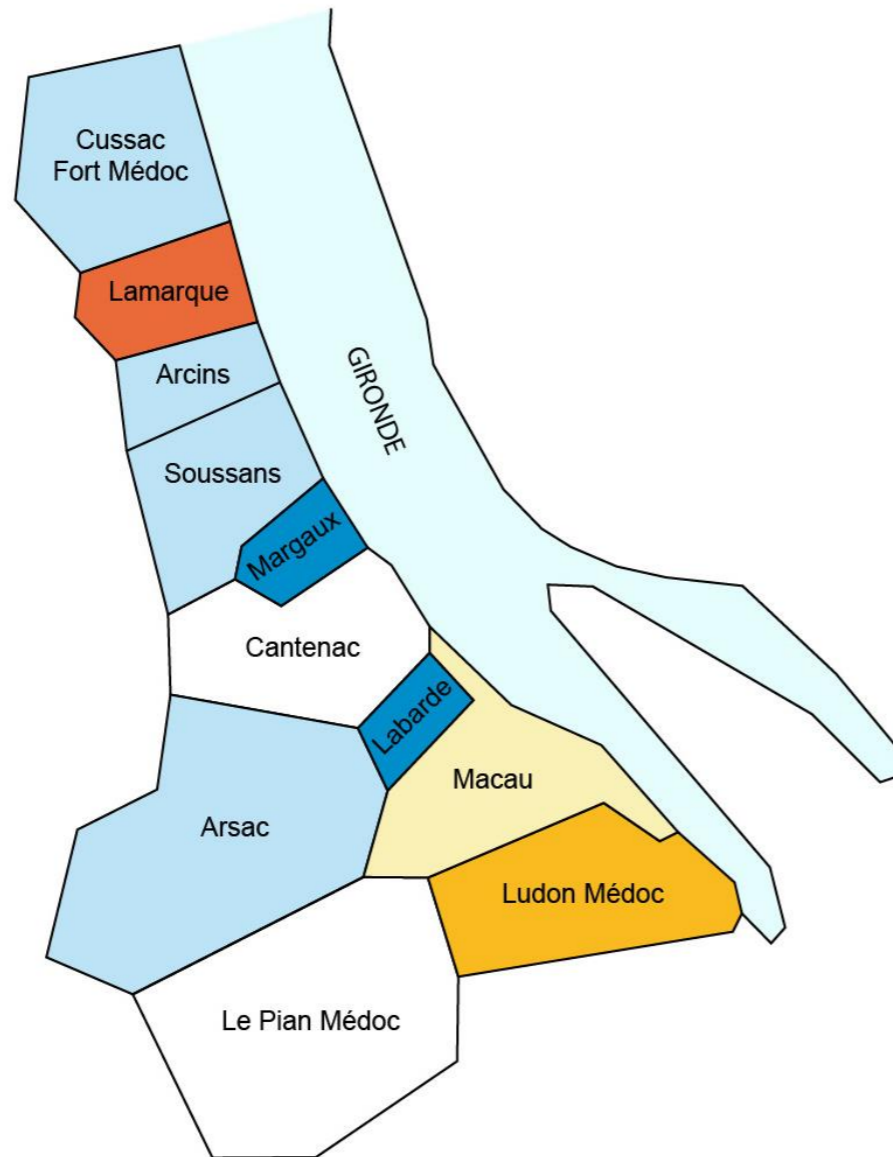 Cussac
Fort Médoc
Lamarque
Arcins
GIRONDE
Soussans
Margaux
Cantenac
Labarde
Macau
Arsac
Ludon Médoc
Le Pian Médoc